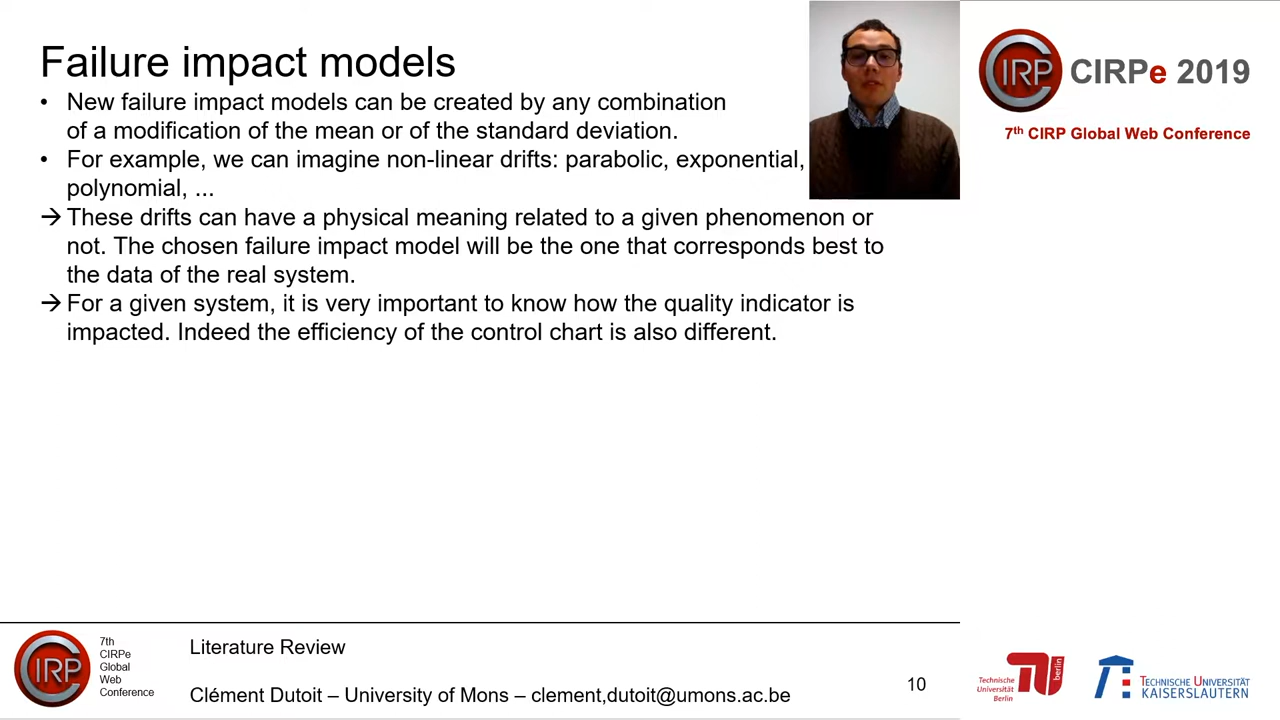 Failure impact models
• New failure impact models can be created by any combination
of a modification of the mean or of the standard deviation.
• For example, we can imagine non-linear drifts: parabolic, exponential,
polynomial, ...
→ These drifts can have a physical meaning related to a given phenomenon or
not. The chosen failure impact model will be the one that corresponds best to
the data of the real system.
→ For a given system, it is very important to know how the quality indicator is
impacted. Indeed the efficiency of the control chart is also different.
CIRP
CIRPe 2019
7th CIRP Global Web Conference
CIRP
7th
CIRPe
Global
Web
Conference
Literature Review
Clément Dutoit – University of Mons – clement,dutoit@umons.ac.be
10
Technische
Universität
Berlin
berlin
TECHNISCHE UNIVERSITÄT
KAISERSLAUTERN